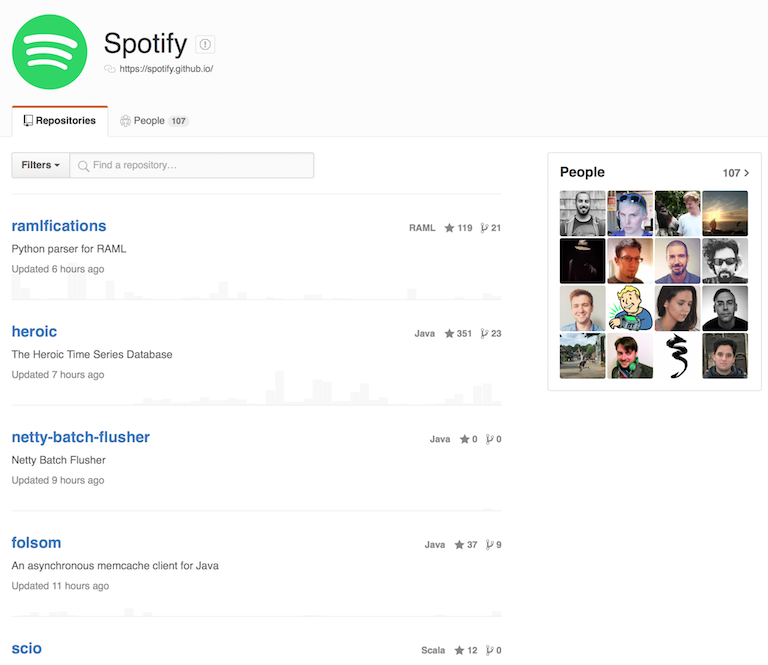 Spotify
https://spotify.github.io/
Repositories
People 107
Filters
Find a repository…
ramlfications
RAML 119 21
Python parser for RAML
Updated 6 hours ago
heroic
Java 351 23
The Heroic Time Series Database
Updated 7 hours ago
netty-batch-flusher
Java 0 0
Netty Batch Flusher
Updated 9 hours ago
folsom
Java 37 9
An asynchronous memcache client for Java
Updated 11 hours ago
scio
Scala 12 0
People
107